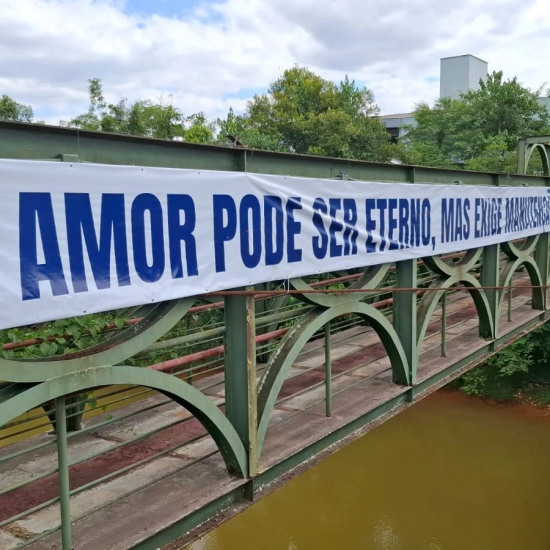 AMOR PODE SER ETERNO, MAS EXIGE MANUTENÇÃO